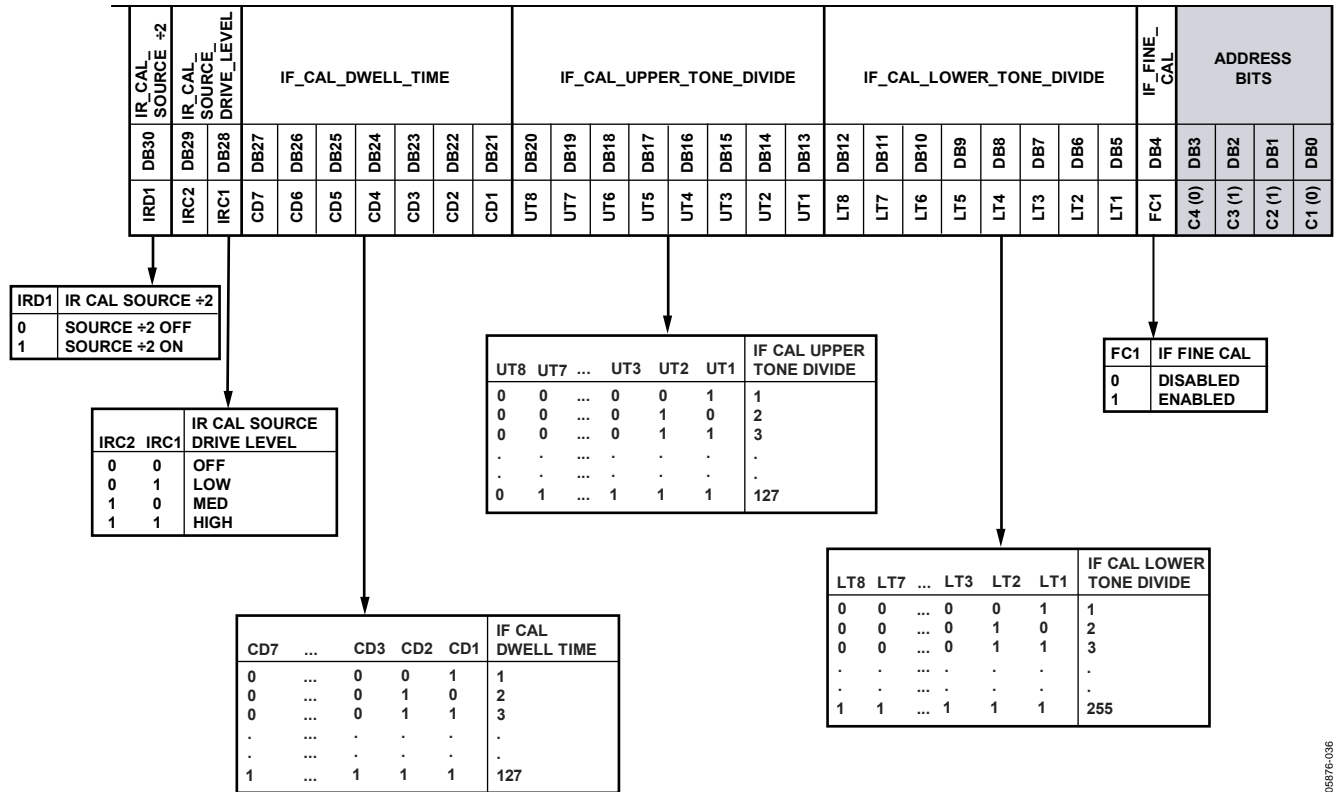 IR_CAL_
SOURCE ÷2
IR_CAL_
SOURCE_
DRIVE_LEVEL
IF_CAL_DWELL_TIME
IF_CAL_UPPER_TONE_DIVIDE
IF_CAL_LOWER_TONE_DIVIDE
IF_FINE_
CAL
ADDRESS
BITS
DB30 DB29 DB28 DB27 DB26 DB25 DB24 DB23 DB22 DB21 DB20 DB19 DB18 DB17 DB16 DB15 DB14 DB13 DB12 DB11 DB10 DB9 DB8 DB7 DB6 DB5 DB4 DB3 DB2 DB1 DB0
IRD1 IRC2 IRC1 CD7 CD6 CD5 CD4 CD3 CD2 CD1 UT8 UT7 UT6 UT5 UT4 UT3 UT2 UT1 LT8 LT7 LT6 LT5 LT4 LT3 LT2 LT1 FC1 C4 (0) C3 (1) C2 (1) C1 (0)
IRD1 IR CAL SOURCE ÷2
0 SOURCE ÷2 OFF
1 SOURCE ÷2 ON
IR CAL SOURCE
IRC2 IRC1 DRIVE LEVEL
0 0 OFF
0 1 LOW
1 0 MED
1 1 HIGH
IF CAL
CD7 ... CD3 CD2 CD1 DWELL TIME
0 ... 0 0 1 1
0 ... 0 1 0 2
0 ... 0 1 1 3
. ... . . . .
. ... . . . .
1 ... 1 1 1 127
IF CAL UPPER
UT8 UT7 ... UT3 UT2 UT1 TONE DIVIDE
0 0 ... 0 0 1 1
0 0 ... 0 1 0 2
0 0 ... 0 1 1 3
. . ... . . . .
. . ... . . . .
0 1 ... 1 1 1 127
IF CAL LOWER
LT8 LT7 ... LT3 LT2 LT1 TONE DIVIDE
0 0 ... 0 0 1 1
0 0 ... 0 1 0 2
0 0 ... 0 1 1 3
. . ... . . . .
. . ... . . . .
1 1 ... 1 1 1 255
FC1 IF FINE CAL
0 DISABLED
1 ENABLED
05876-036